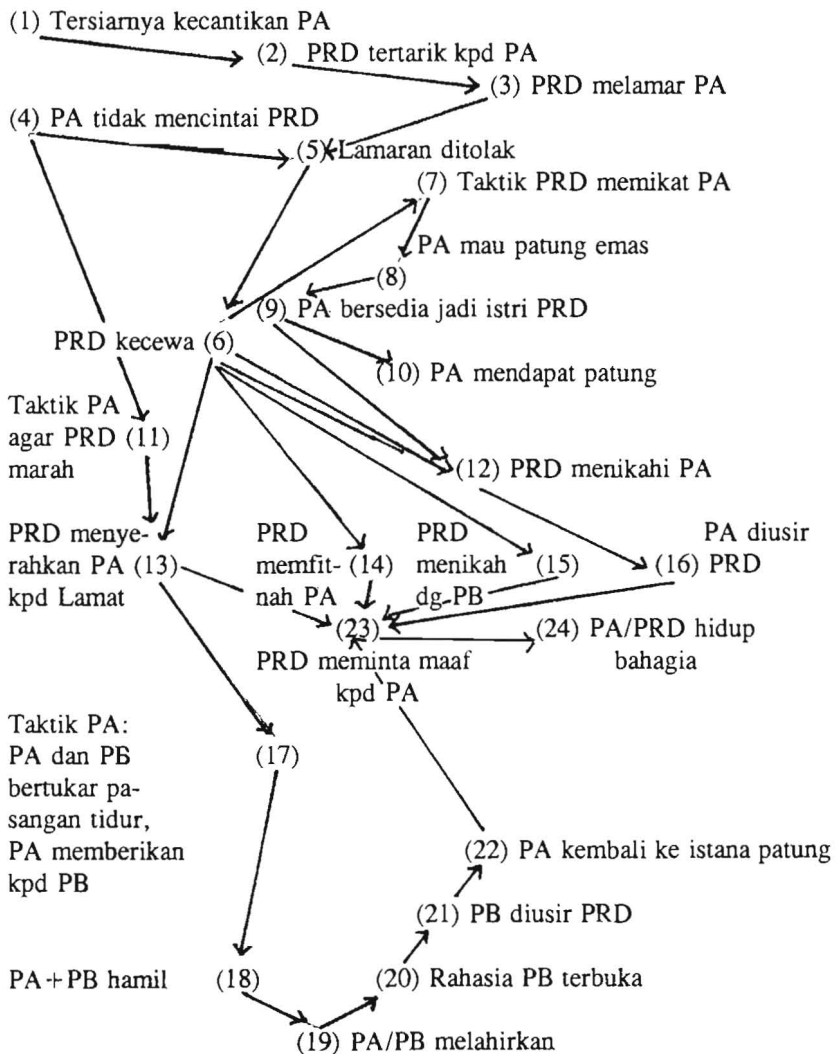 (1) Tersiarnya kecantikan PA
(2) PRD tertarik kpd PA
(3) PRD melamar PA
(4) PA tidak mencintai PRD
(5) Lamaran ditolak
(7) Taktik PRD memikat PA
PA mau patung emas
(8)
(9) PA bersedia jadi istri PRD
PRD kecewa (6)
(10) PA mendapat patung
Taktik PA
agar PRD (11)
marah
(12) PRD menikahi PA
PRD menye-
rahkan PA (13)
kpd Lamat
PRD
memfit- (14)
nah PA
PRD
menikah (15)
dg PB
PA diusir
(16) PRD
(23)
PRD meminta maaf
kpd PA
(24) PA/PRD hidup
bahagia
Taktik PA:
PA dan PB (17)
bertukar pa-
sangan tidur,
PA memberikan
kpd PB
(22) PA kembali ke istana patung
(21) PB diusir PRD
PA+PB hamil (18)
(20) Rahasia PB terbuka
(19) PA/PB melahirkan